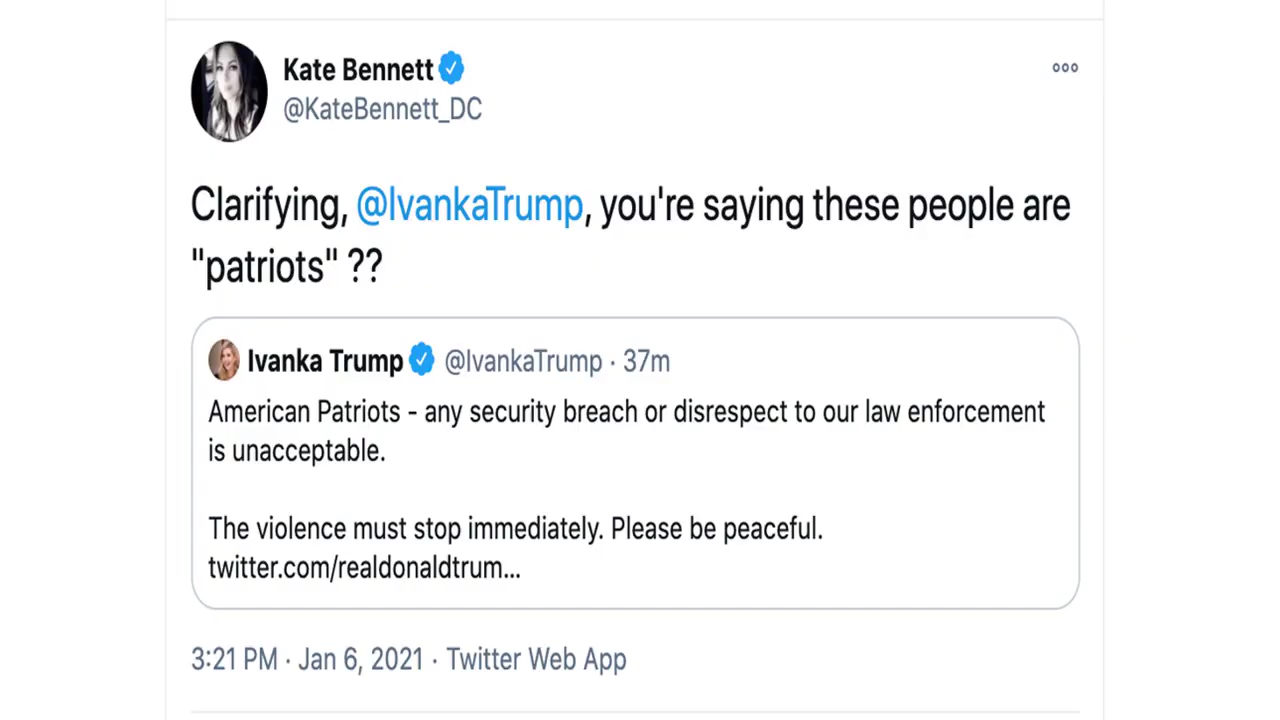 Kate Bennett
@KateBennett_DC
Clarifying, @IvankaTrump, you're saying these people are
"patriots" ??
Ivanka Trump @IvankaTrump · 37m
American Patriots - any security breach or disrespect to our law enforcement
is unacceptable.
The violence must stop immediately. Please be peaceful.
twitter.com/realdonaldtrum...
3:21 PM · Jan 6, 2021 · Twitter Web App